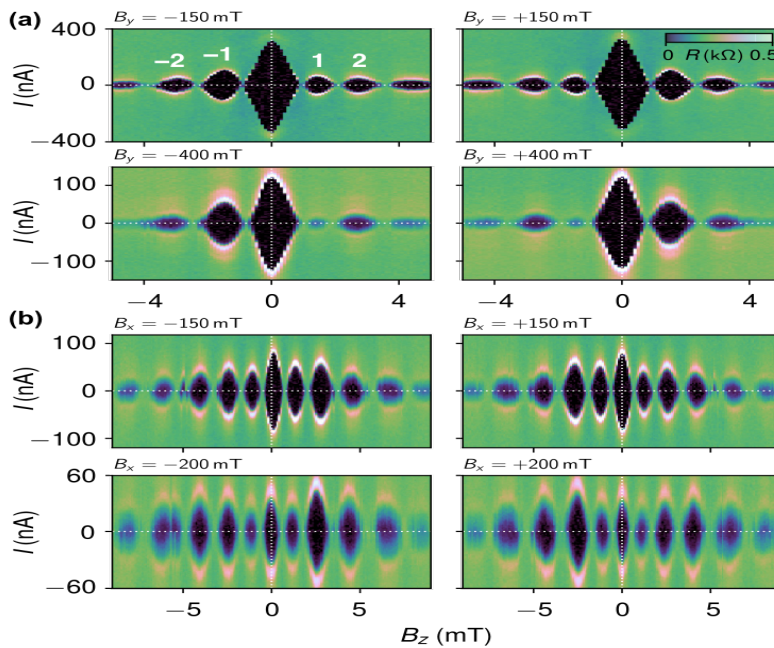 (a)
B_y = −150 mT
B_y = +150 mT
400
0
−400
I (nA)
−2 −1 1 2
0 R (kΩ) 0.5
B_y = −400 mT
B_y = +400 mT
100
0
−100
I (nA)
−4 0 4
−4 0 4
(b)
B_x = −150 mT
B_x = +150 mT
100
0
−100
I (nA)
B_x = −200 mT
B_x = +200 mT
60
0
−60
I (nA)
−5 0 5
−5 0 5
B_z (mT)